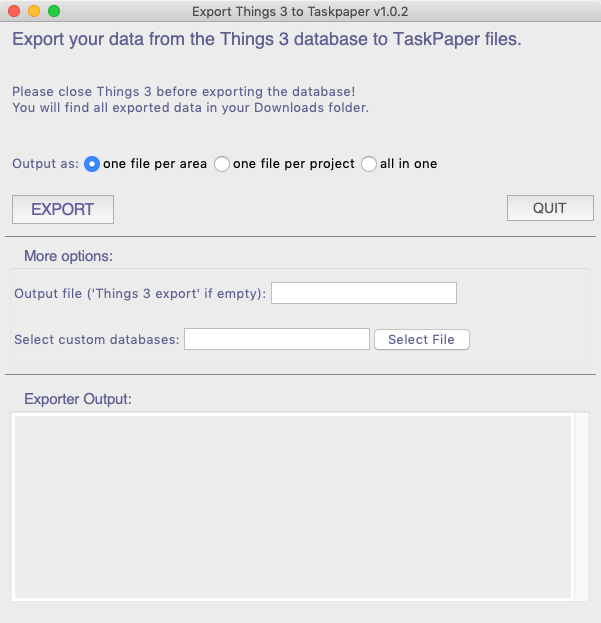 Export Things 3 to Taskpaper v1.0.2
Export your data from the Things 3 database to TaskPaper files.
Please close Things 3 before exporting the database!
You will find all exported data in your Downloads folder.
Output as: one file per area one file per project all in one
EXPORT QUIT
More options:
Output file ('Things 3 export' if empty):
Select custom databases: Select File
Exporter Output: